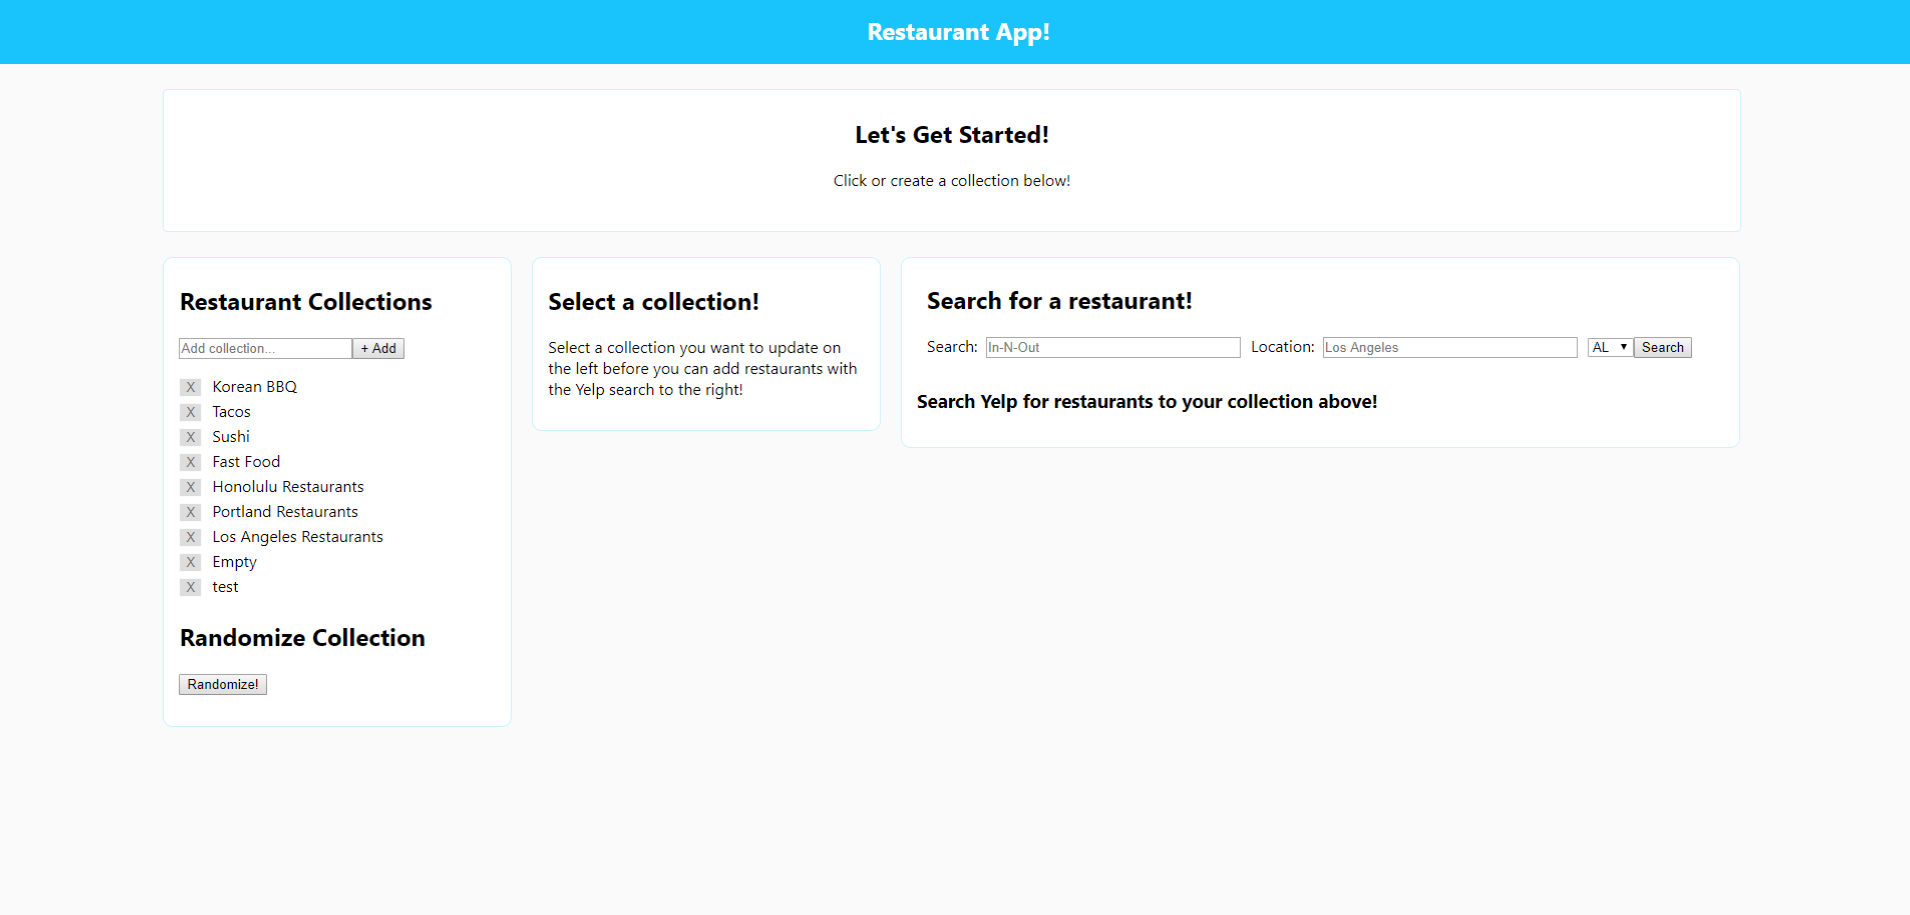 Restaurant App!
Let's Get Started!
Click or create a collection below!
Restaurant Collections
Add collection... + Add
X Korean BBQ
X Tacos
X Sushi
X Fast Food
X Honolulu Restaurants
X Portland Restaurants
X Los Angeles Restaurants
X Empty
X test
Randomize Collection
Randomize!
Select a collection!
Select a collection you want to update on
the left before you can add restaurants with
the Yelp search to the right!
Search for a restaurant!
Search: In-N-Out Location: Los Angeles AL Search
Search Yelp for restaurants to your collection above!